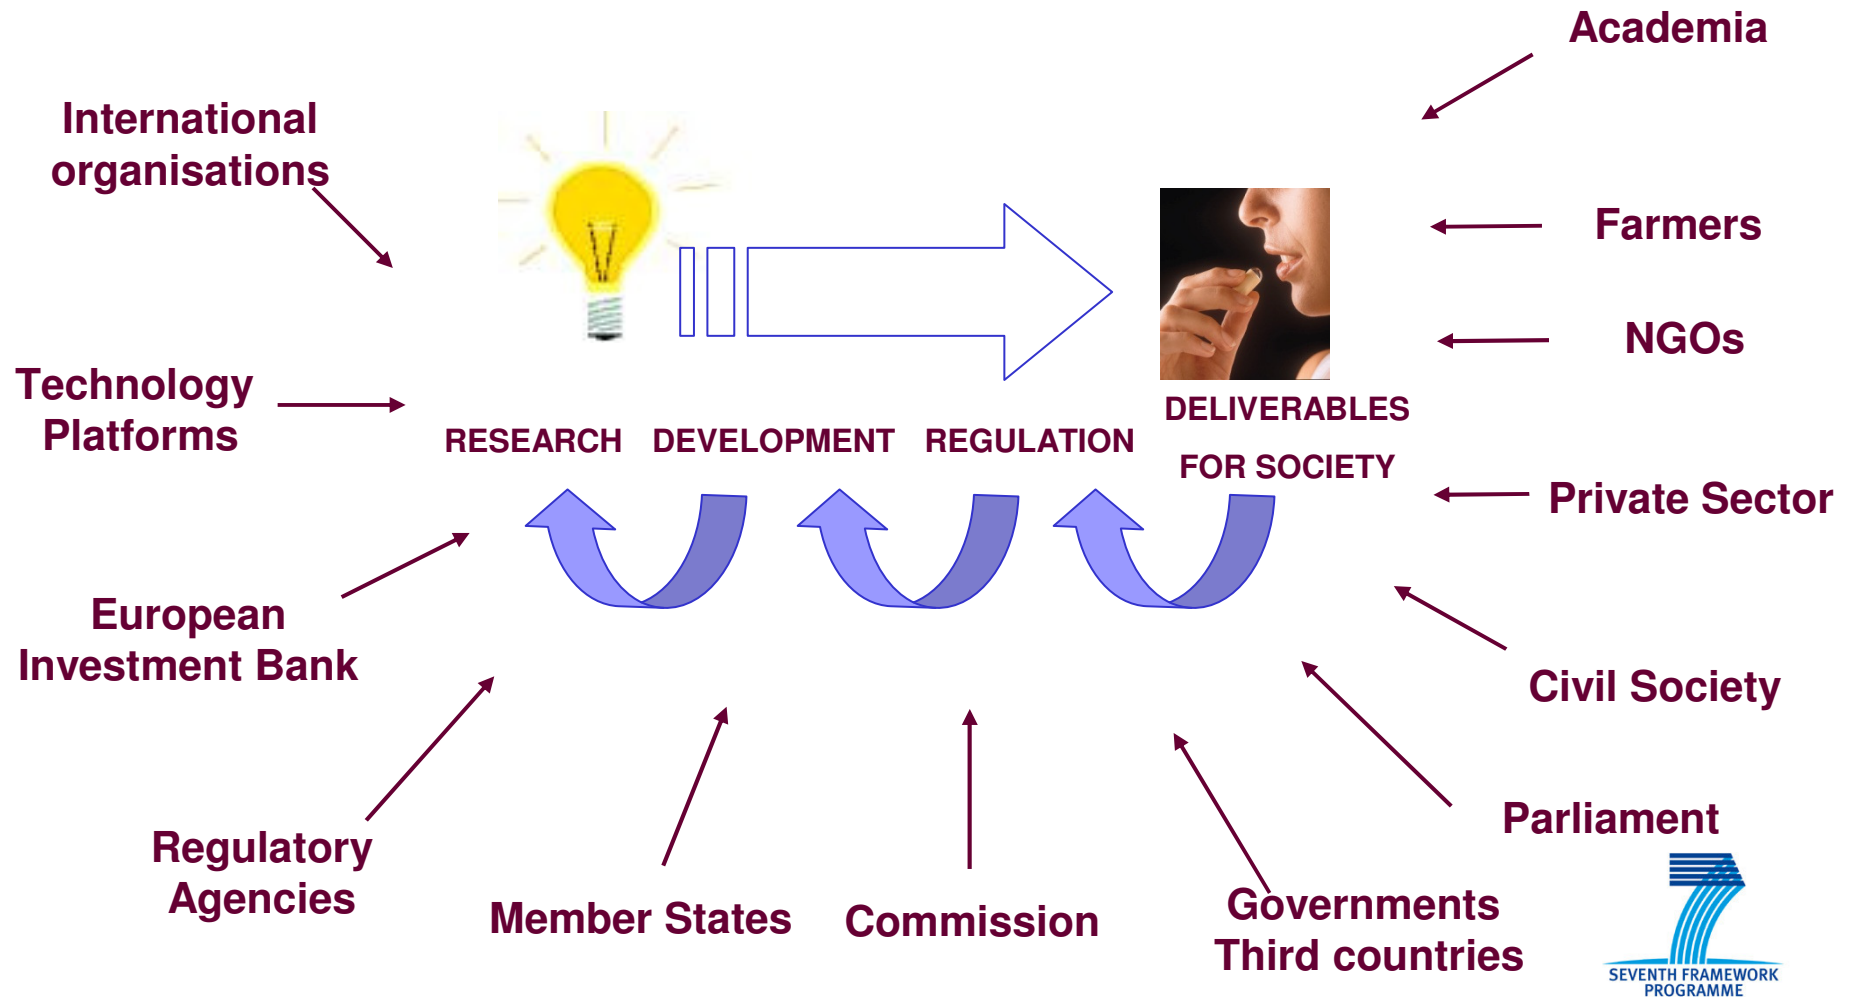 Academia
International
organisations
Farmers
NGOs
Technology
Platforms
DELIVERABLES
FOR SOCIETY
RESEARCH DEVELOPMENT REGULATION
Private Sector
European
Investment Bank
Civil Society
Parliament
Regulatory
Agencies
Member States
Commission
Governments
Third countries
SEVENTH FRAMEWORK
PROGRAMME